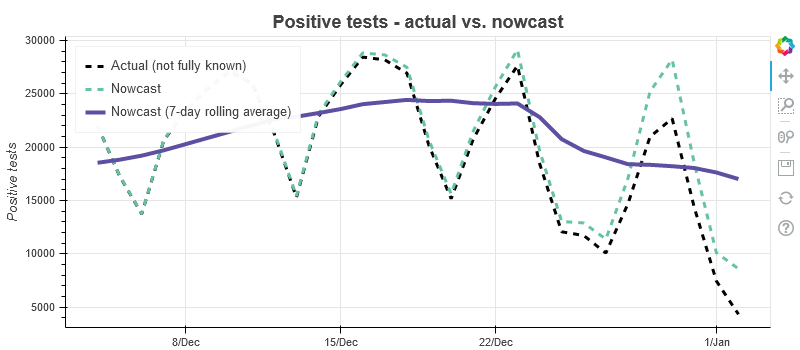 Positive tests - actual vs. nowcast
30000
25000
20000
15000
10000
5000
Positive tests
Actual (not fully known)
Nowcast
Nowcast (7-day rolling average)
8/Dec
15/Dec
22/Dec
1/Jan